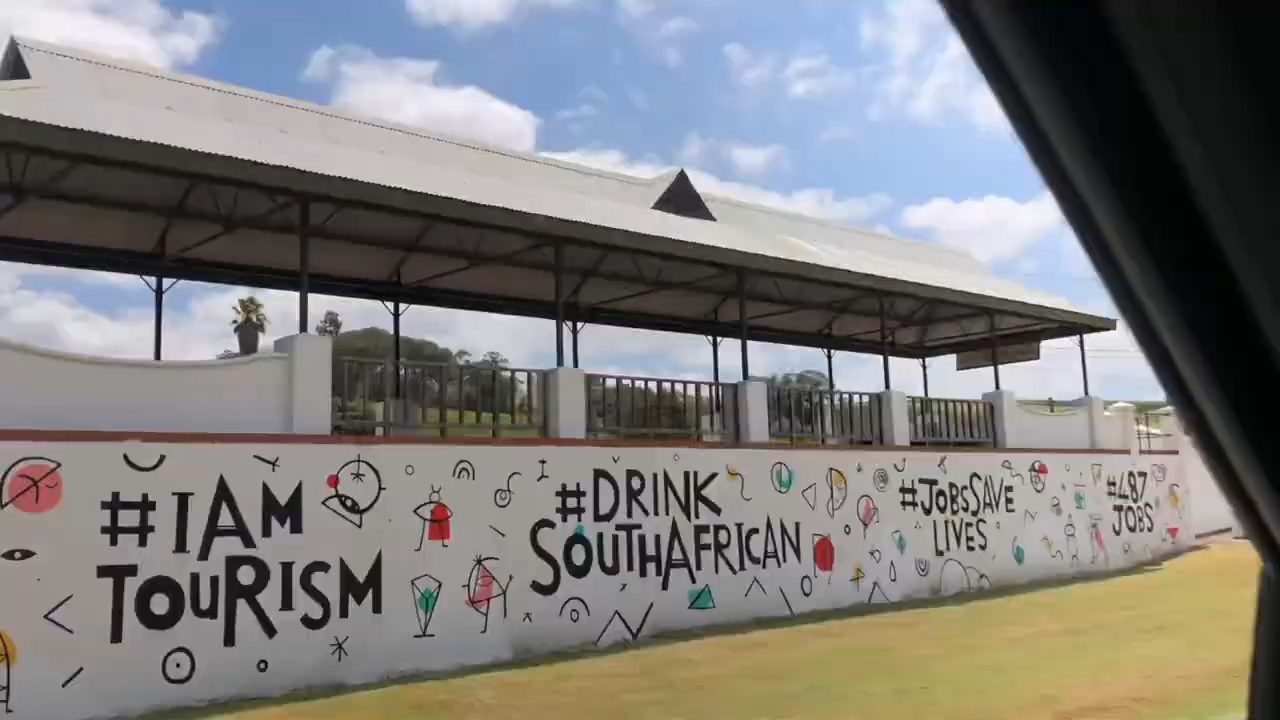 #IAM
TOuRISM
#DRINK
SOUTHAFRICAN
#JOBSSAVE
LIVES
#487
JOBS